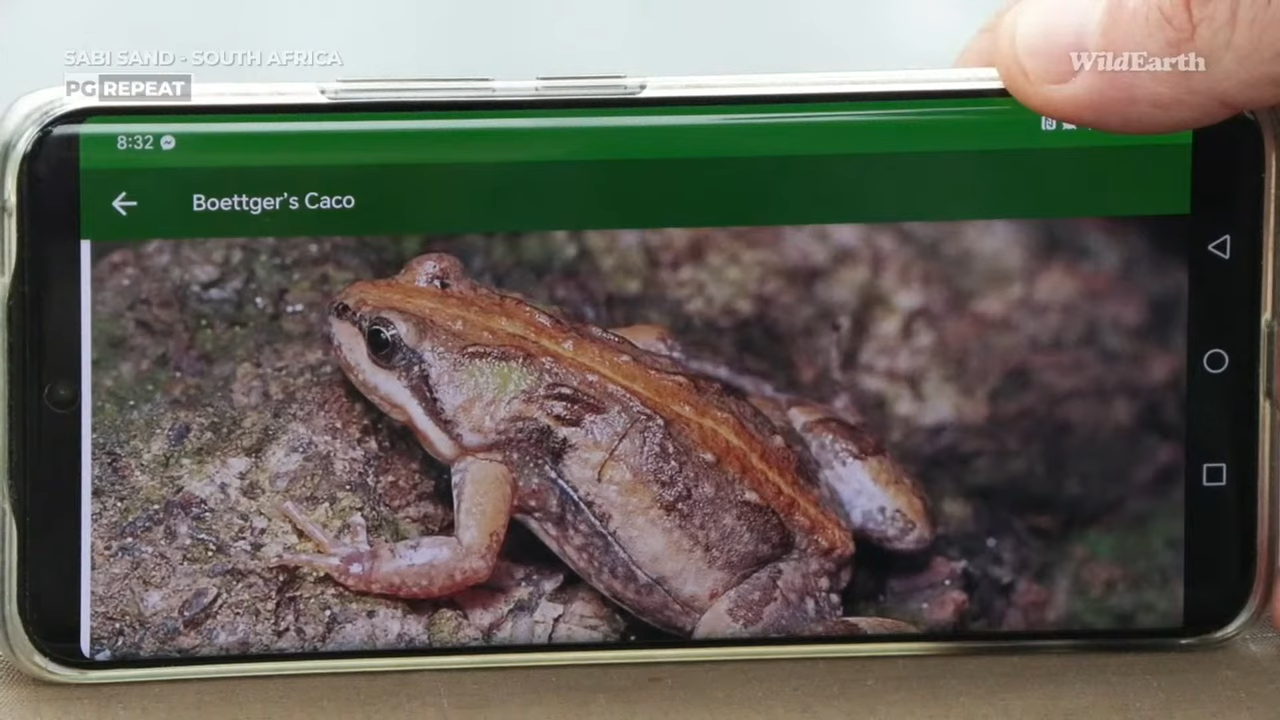 SABI SAND - SOUTH AFRICA
WildEarth
PG REPEAT
8:32
Boettger's Caco